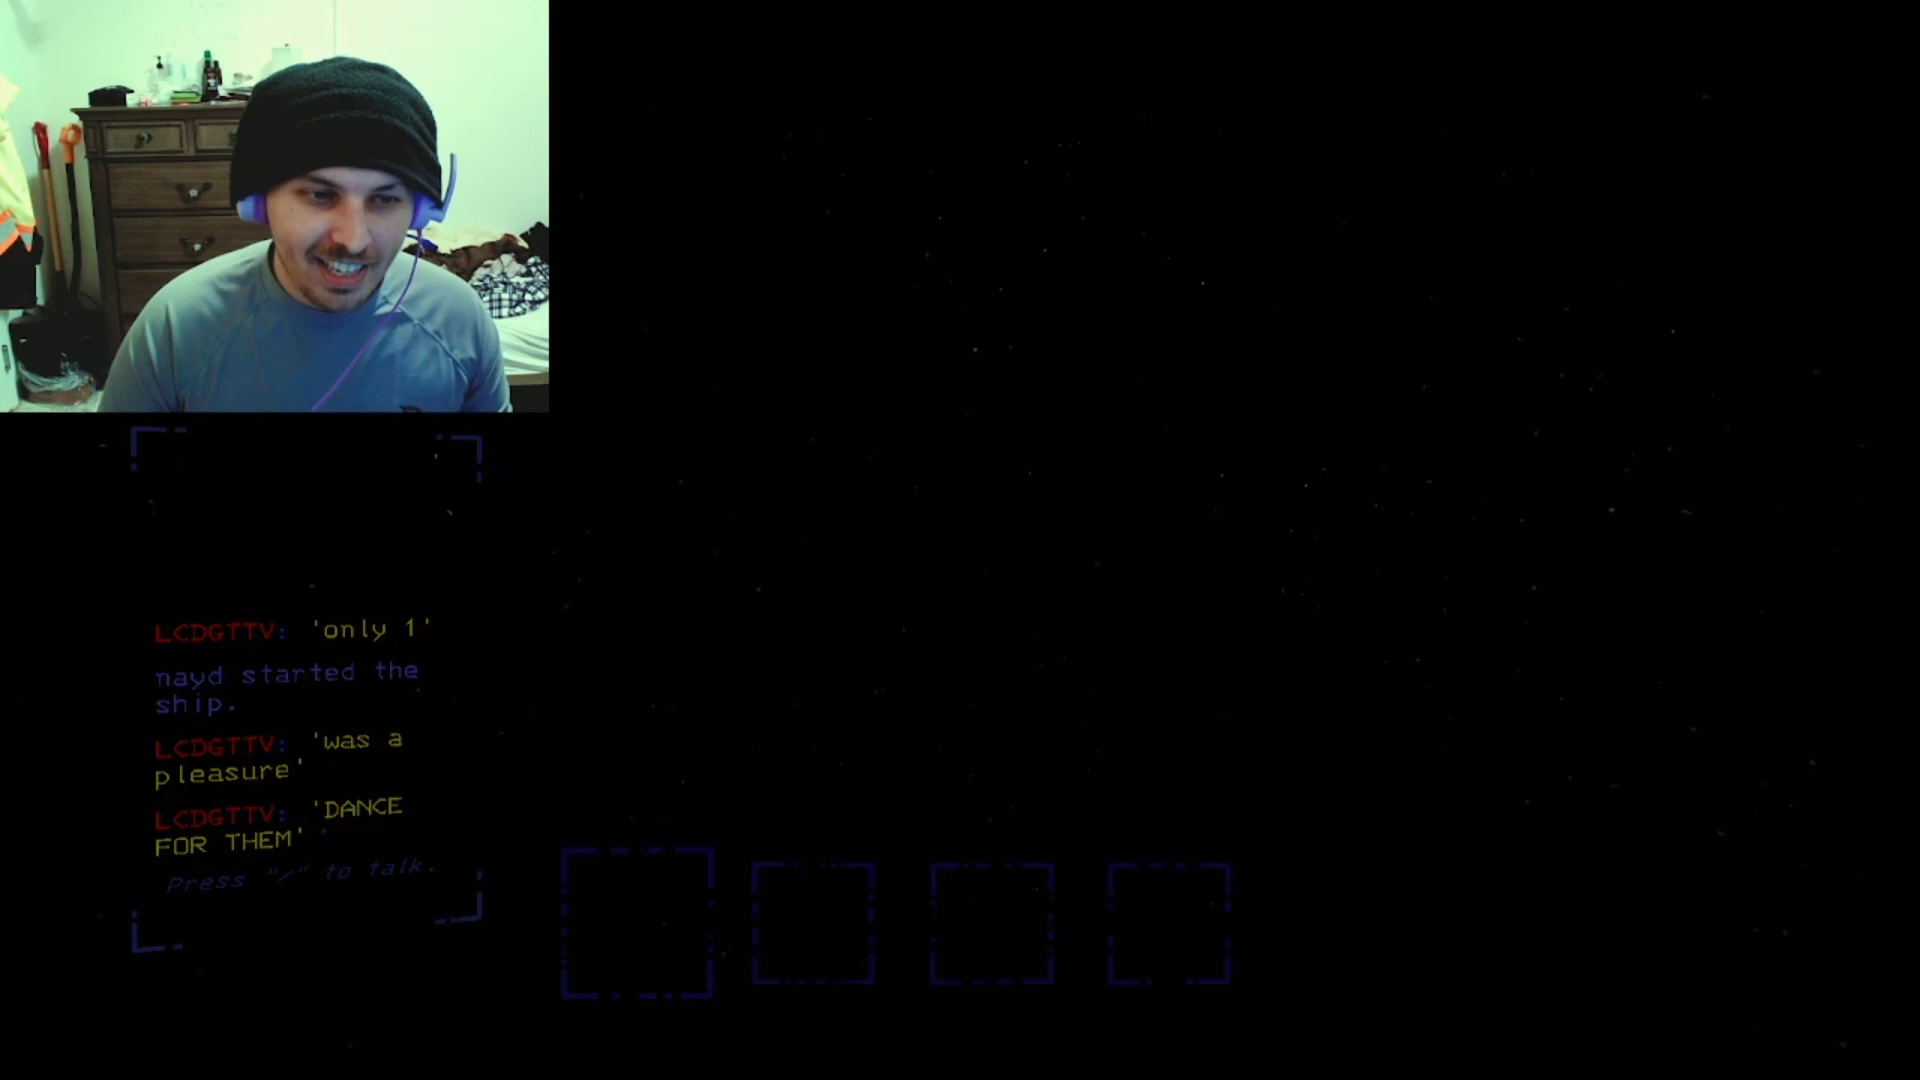 LCDGTTV: 'only 1'
nayd started the
ship.
LCDGTTV: 'was a
pleasure'
LCDGTTV: 'DANCE
FOR THEM'
Press "/" to talk.